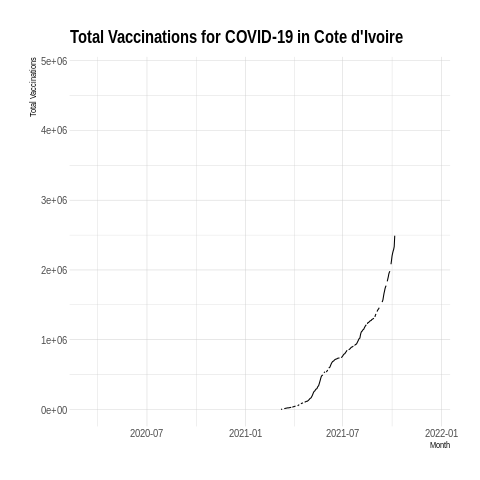 Total Vaccinations for COVID-19 in Cote d'Ivoire
Total Vaccinations
5e+06
4e+06
3e+06
2e+06
1e+06
0e+00
2020-07
2021-01
2021-07
2022-01
Month